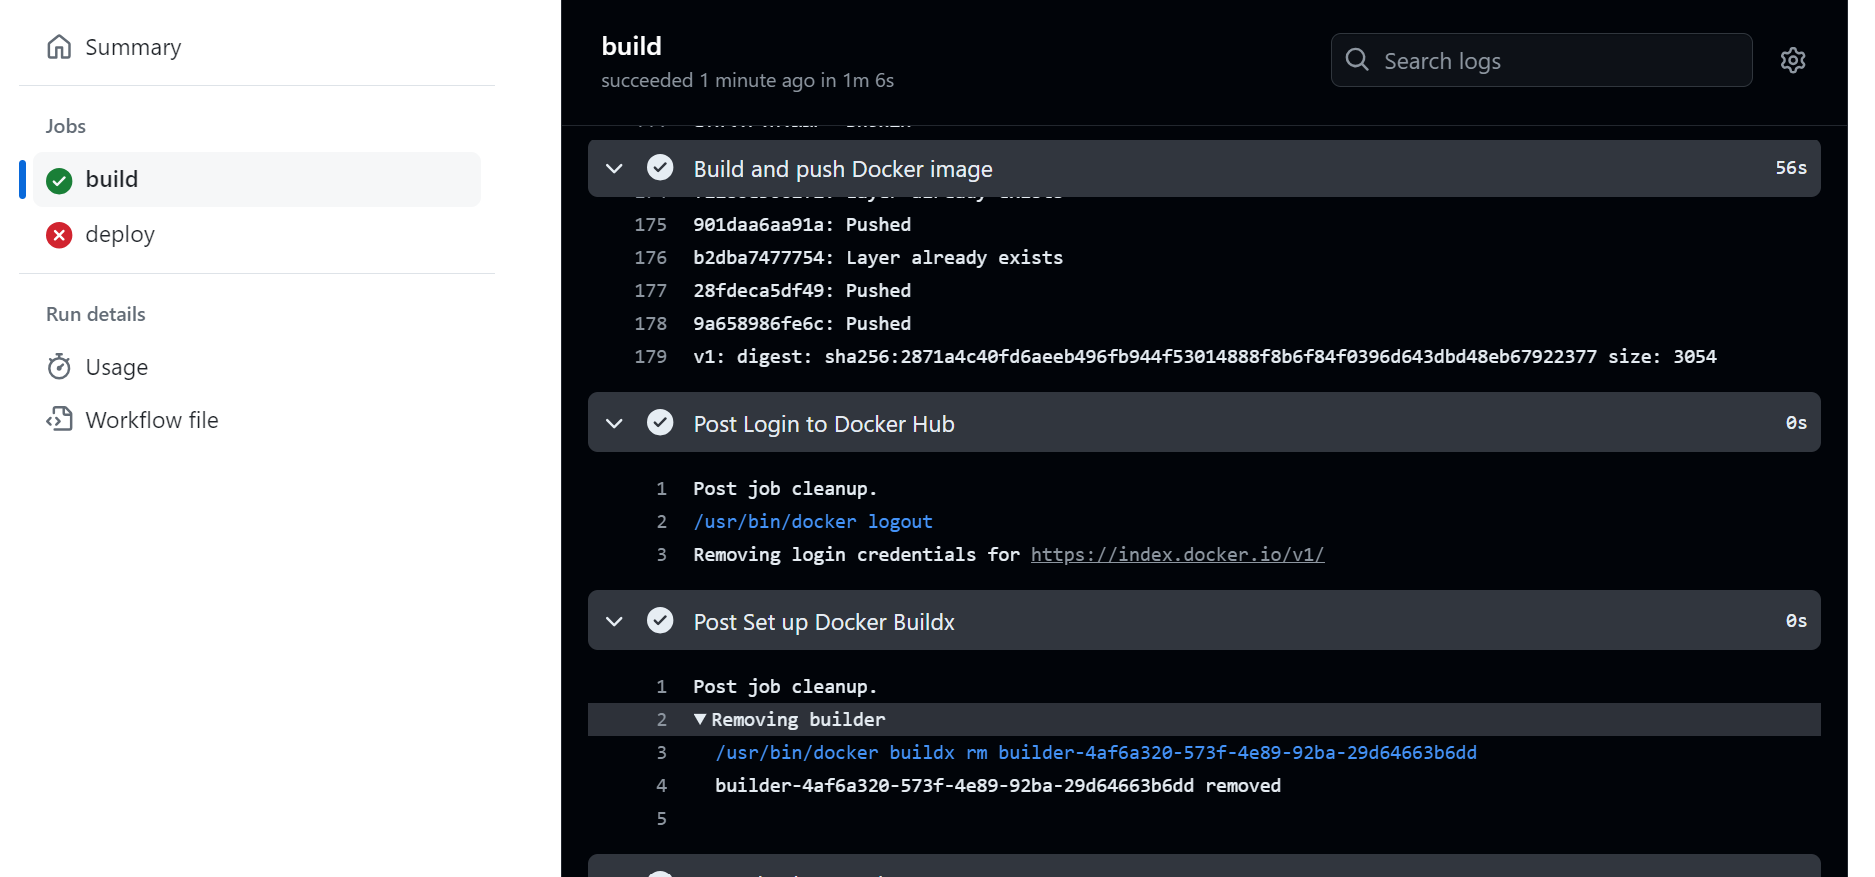 Summary
Jobs
build
deploy
Run details
Usage
Workflow file
build
succeeded 1 minute ago in 1m 6s
Search logs
Build and push Docker image 56s
175 901daa6aa91a: Pushed
176 b2dba7477754: Layer already exists
177 28fdeca5df49: Pushed
178 9a658986fe6c: Pushed
179 v1: digest: sha256:2871a4c40fd6aeeb496fb944f53014888f8b6f84f0396d643dbd48eb67922377 size: 3054
Post Login to Docker Hub 0s
1 Post job cleanup.
2 /usr/bin/docker logout
3 Removing login credentials for https://index.docker.io/v1/
Post Set up Docker Buildx 0s
1 Post job cleanup.
2 ▼ Removing builder
3 /usr/bin/docker buildx rm builder-4af6a320-573f-4e89-92ba-29d64663b6dd
4 builder-4af6a320-573f-4e89-92ba-29d64663b6dd removed
5